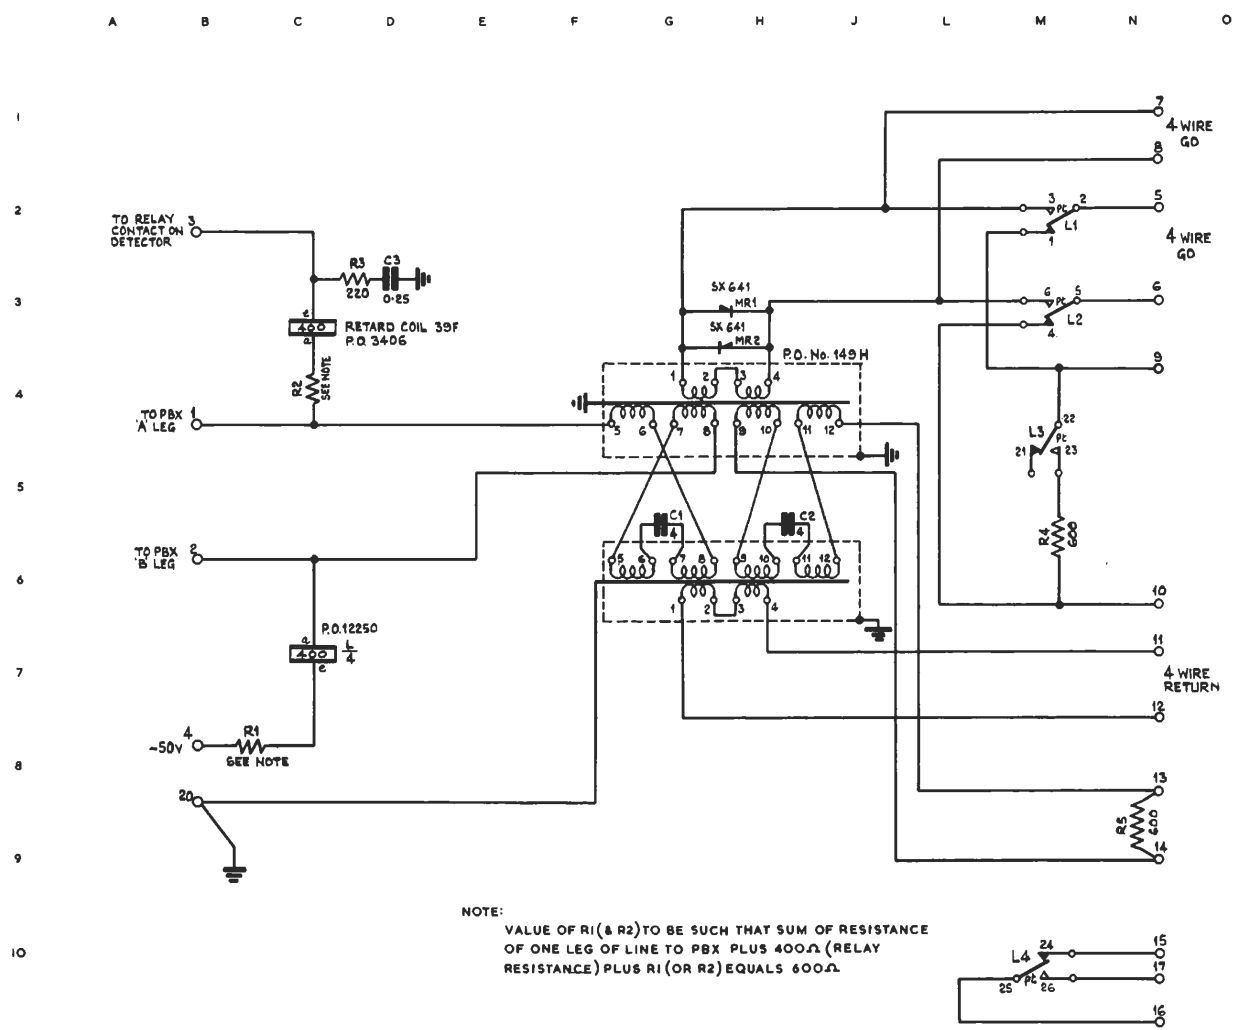 A B C D E F G H J L M N O
1
7
4 WIRE
GO
8
2
TO RELAY 3
CONTACT ON
DETECTOR
3 Pt 2
L1
1
5
4 WIRE
GO
3
R3
220
C3
0·25
SX 641
MR1
SX 641
MR2
6 Pt 5
L2
4
6
e
400
a
RETARD COIL 39F
P.O. 3406
P.O. No. 149 H
9
4
R2
SEE NOTE
1 2 3 4
TO PBX 1
'A' LEG
5 6 7 8 9 10 11 12
22
L3
Pt
21 23
5
C1
4
C2
4
R4
600
TO PBX 2
'B' LEG
5 6 7 8 9 10 11 12
6
1 2 3 4
10
P.O. 12250
a
400
e
L
4
11
7
4 WIRE
RETURN
12
4
~50V
R1
SEE NOTE
8
20
13
R5
600
14
9
NOTE:
VALUE OF R1 (& R2) TO BE SUCH THAT SUM OF RESISTANCE
OF ONE LEG OF LINE TO PBX PLUS 400Ω (RELAY
RESISTANCE) PLUS R1 (OR R2) EQUALS 600Ω
10
24
L4
25 Pt 26
15
17
16